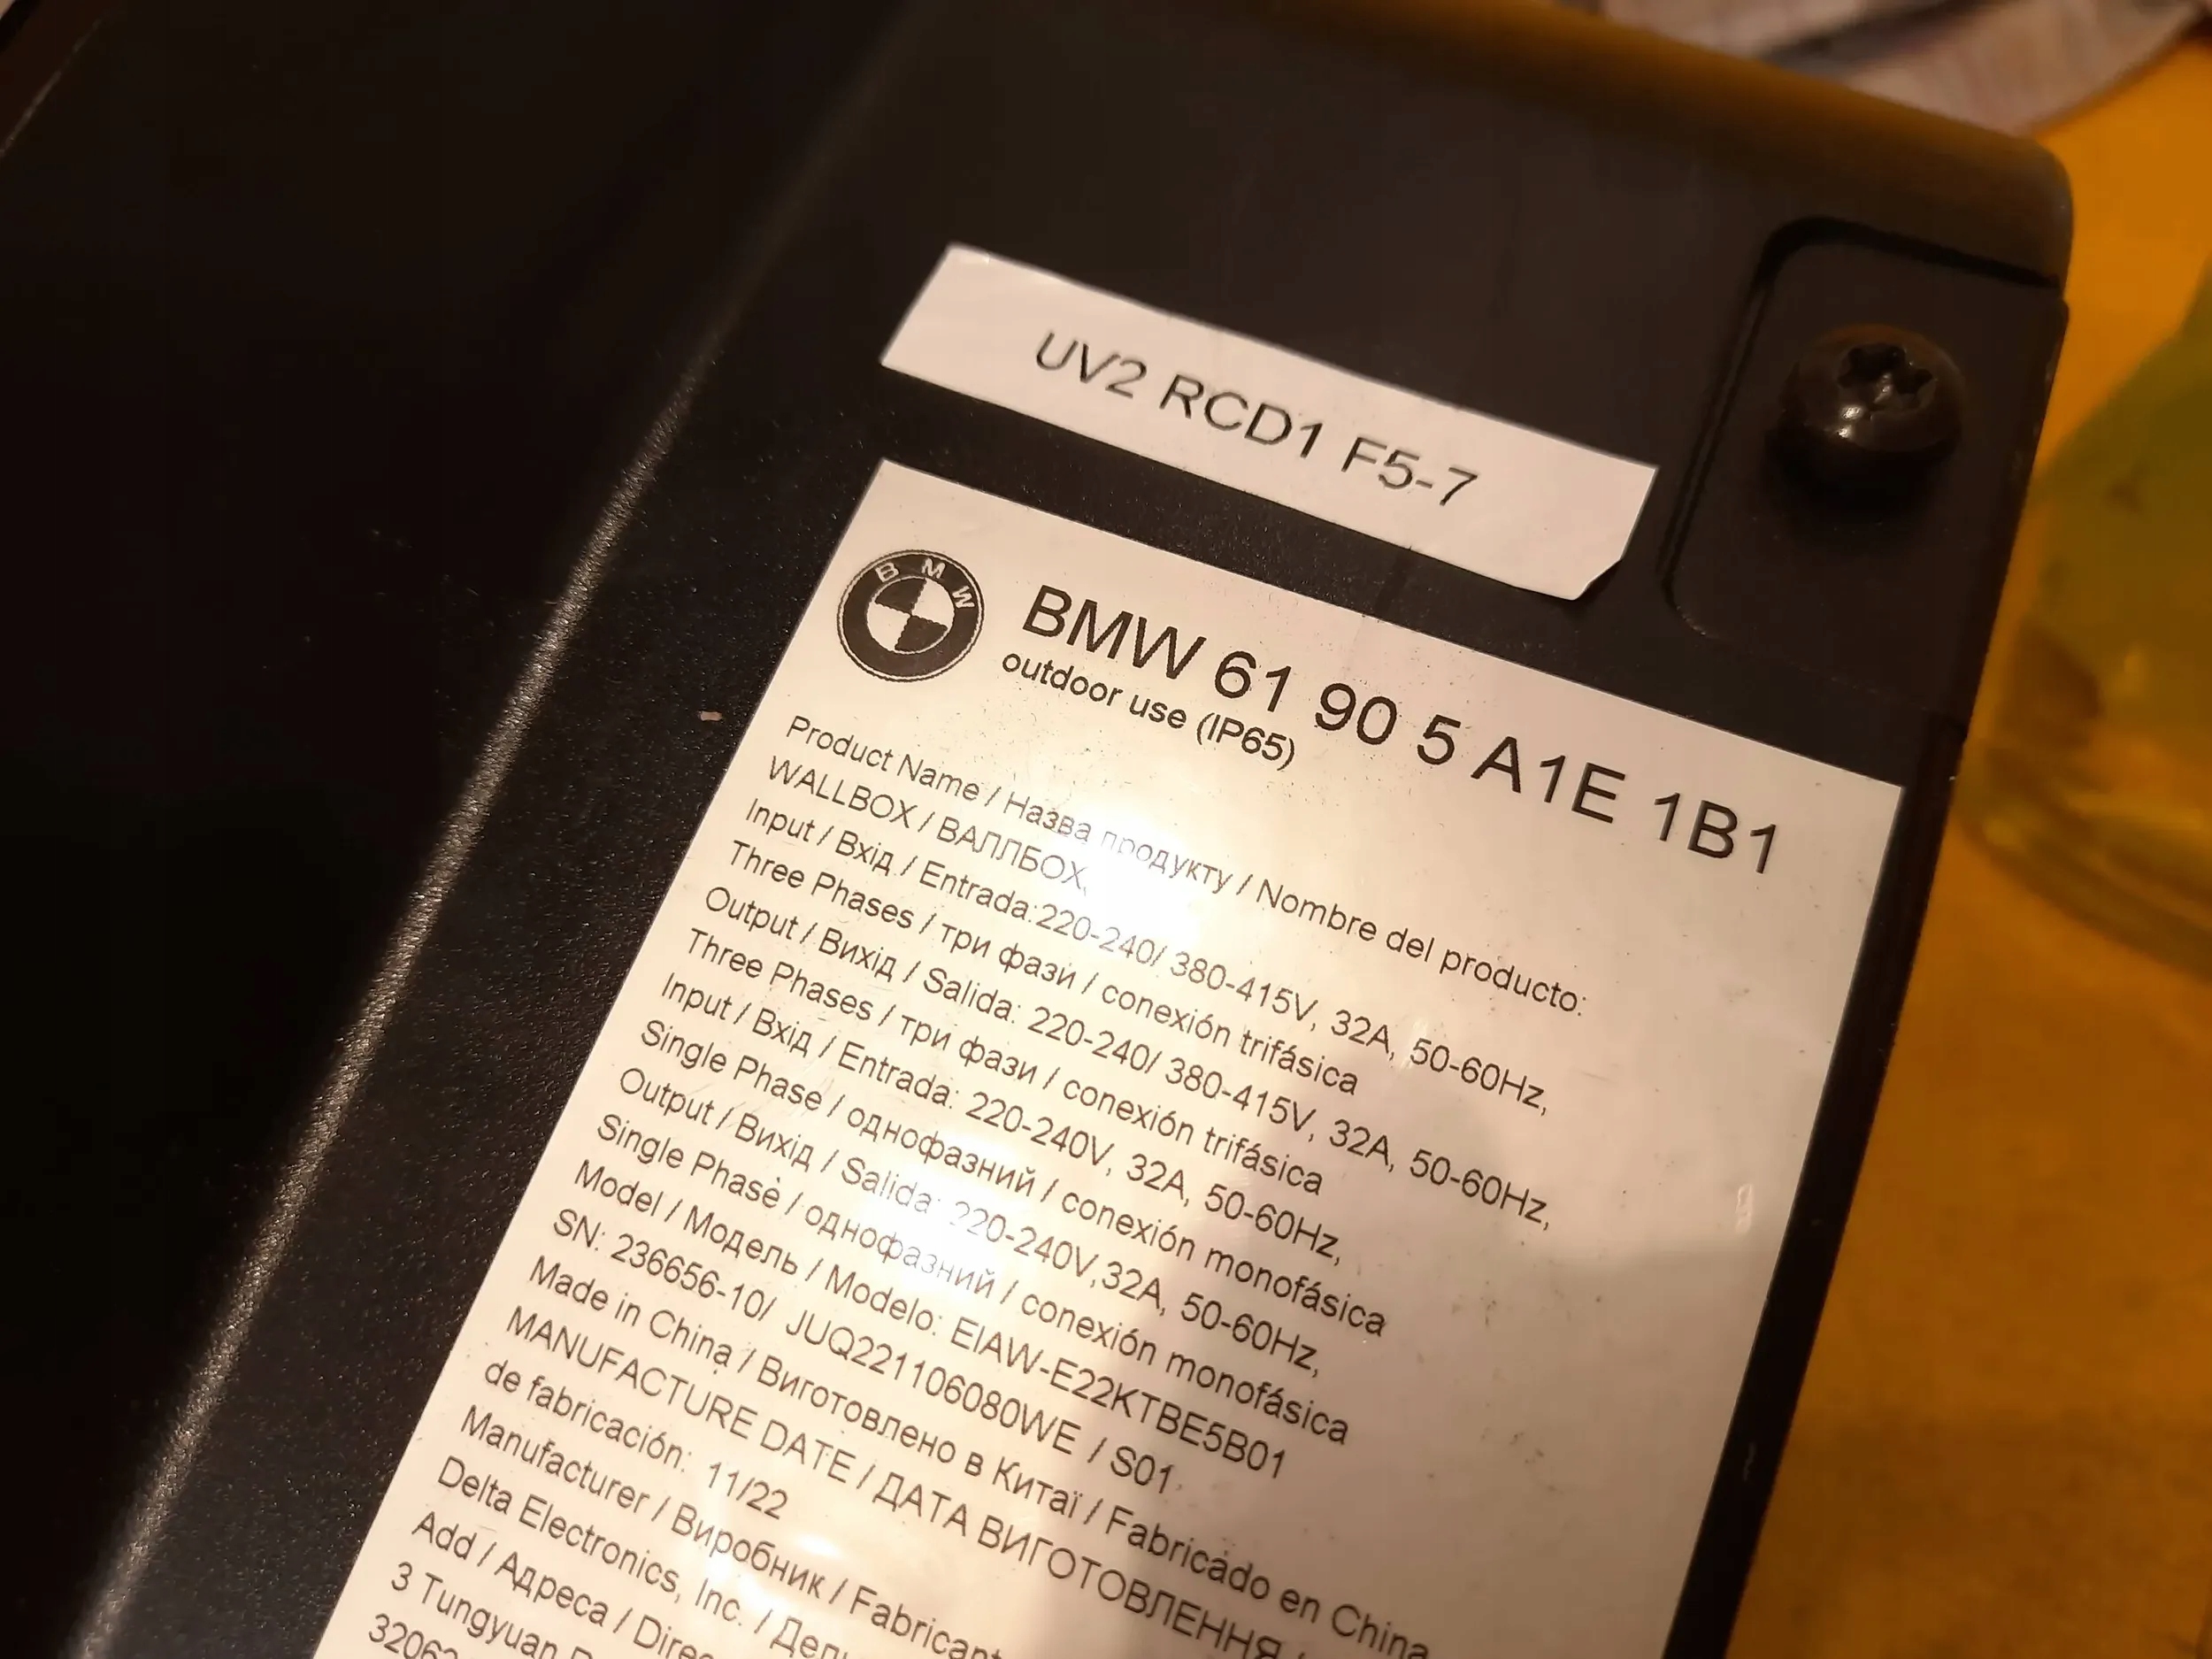 UV2 RCD1 F5-7
BMW
BMW 61 90 5 A1E 1B1
outdoor use (IP65)
Product Name / Назва продукту / Nombre del producto:
WALLBOX / ВАЛЛБОХ,
Input / Вхід / Entrada:220-240/ 380-415V, 32A, 50-60Hz,
Three Phases / три фази / conexión trifásica
Output / Вихід / Salida: 220-240/ 380-415V, 32A, 50-60Hz,
Three Phases / три фази / conexión trifásica
Input / Вхід / Entrada: 220-240V, 32A, 50-60Hz,
Single Phase / однофазний / conexión monofásica
Output / Вихід / Salida: 220-240V,32A, 50-60Hz,
Single Phase / однофазний / conexión monofásica
Model / Модель / Modelo: EIAW-E22KTBE5B01
SN: 236656-10/ JUQ221106080WE / S01
Made in China / Виготовлено в Китаї / Fabricado en China
MANUFACTURE DATE / ДАТА ВИГОТОВЛЕННЯ /
de fabricación: 11/22
Manufacturer / Виробник /
Delta Electronics, Inc. /
Add / Адреса /
3 Tungyuan